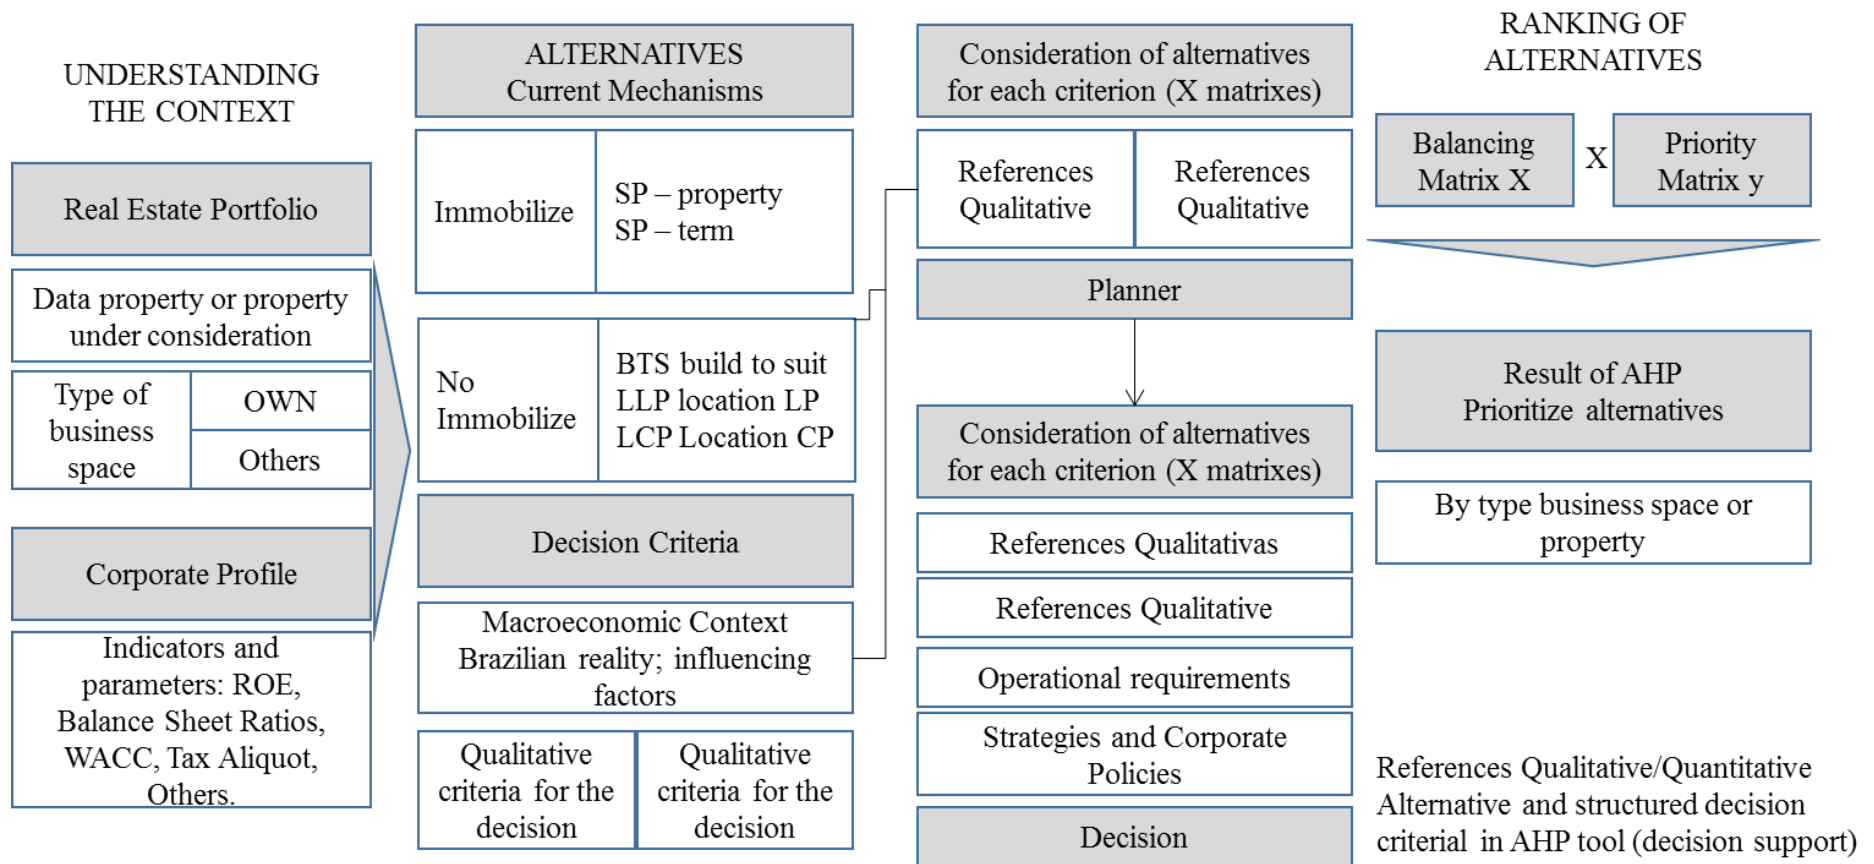 UNDERSTANDING
THE CONTEXT
Real Estate Portfolio
Data property or property
under consideration
Type of
business
space
OWN
Others
Corporate Profile
Indicators and
parameters: ROE,
Balance Sheet Ratios,
WACC, Tax Aliquot,
Others.
ALTERNATIVES
Current Mechanisms
Immobilize
SP – property
SP – term
No
Immobilize
BTS build to suit
LLP location LP
LCP Location CP
Decision Criteria
Macroeconomic Context
Brazilian reality; influencing
factors
Qualitative
criteria for the
decision
Qualitative
criteria for the
decision
Consideration of alternatives
for each criterion (X matrixes)
References
Qualitative
References
Qualitative
Planner
Consideration of alternatives
for each criterion (X matrixes)
References Qualitativas
References Qualitative
Operational requirements
Strategies and Corporate
Policies
Decision
RANKING OF
ALTERNATIVES
Balancing
Matrix X
X
Priority
Matrix y
Result of AHP
Prioritize alternatives
By type business space or
property
References Qualitative/Quantitative
Alternative and structured decision
criterial in AHP tool (decision support)